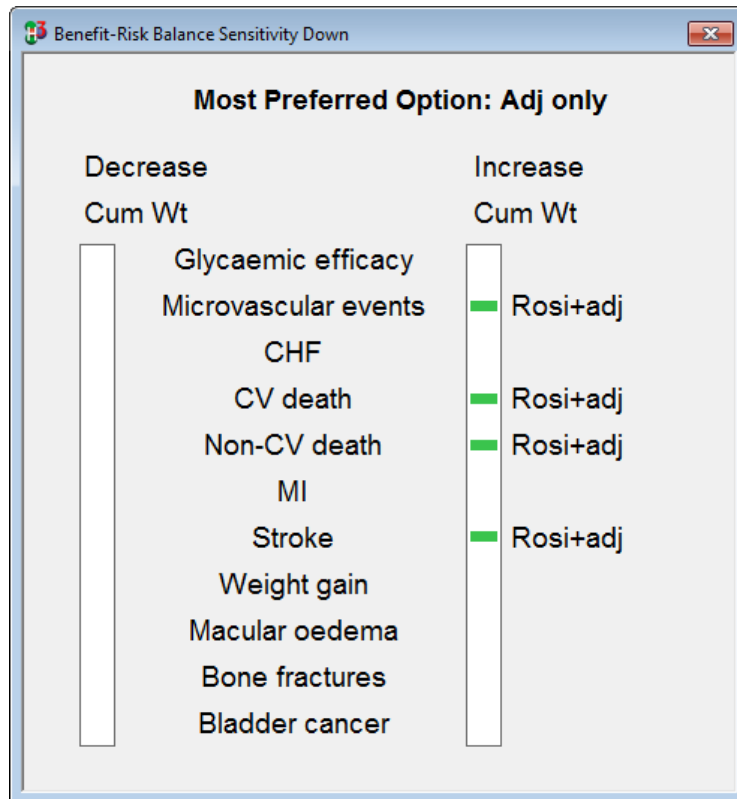 Benefit-Risk Balance Sensitivity Down
Most Preferred Option: Adj only
Decrease Increase
Cum Wt Cum Wt
Glycaemic efficacy
Microvascular events Rosi+adj
CHF
CV death Rosi+adj
Non-CV death Rosi+adj
MI
Stroke Rosi+adj
Weight gain
Macular oedema
Bone fractures
Bladder cancer